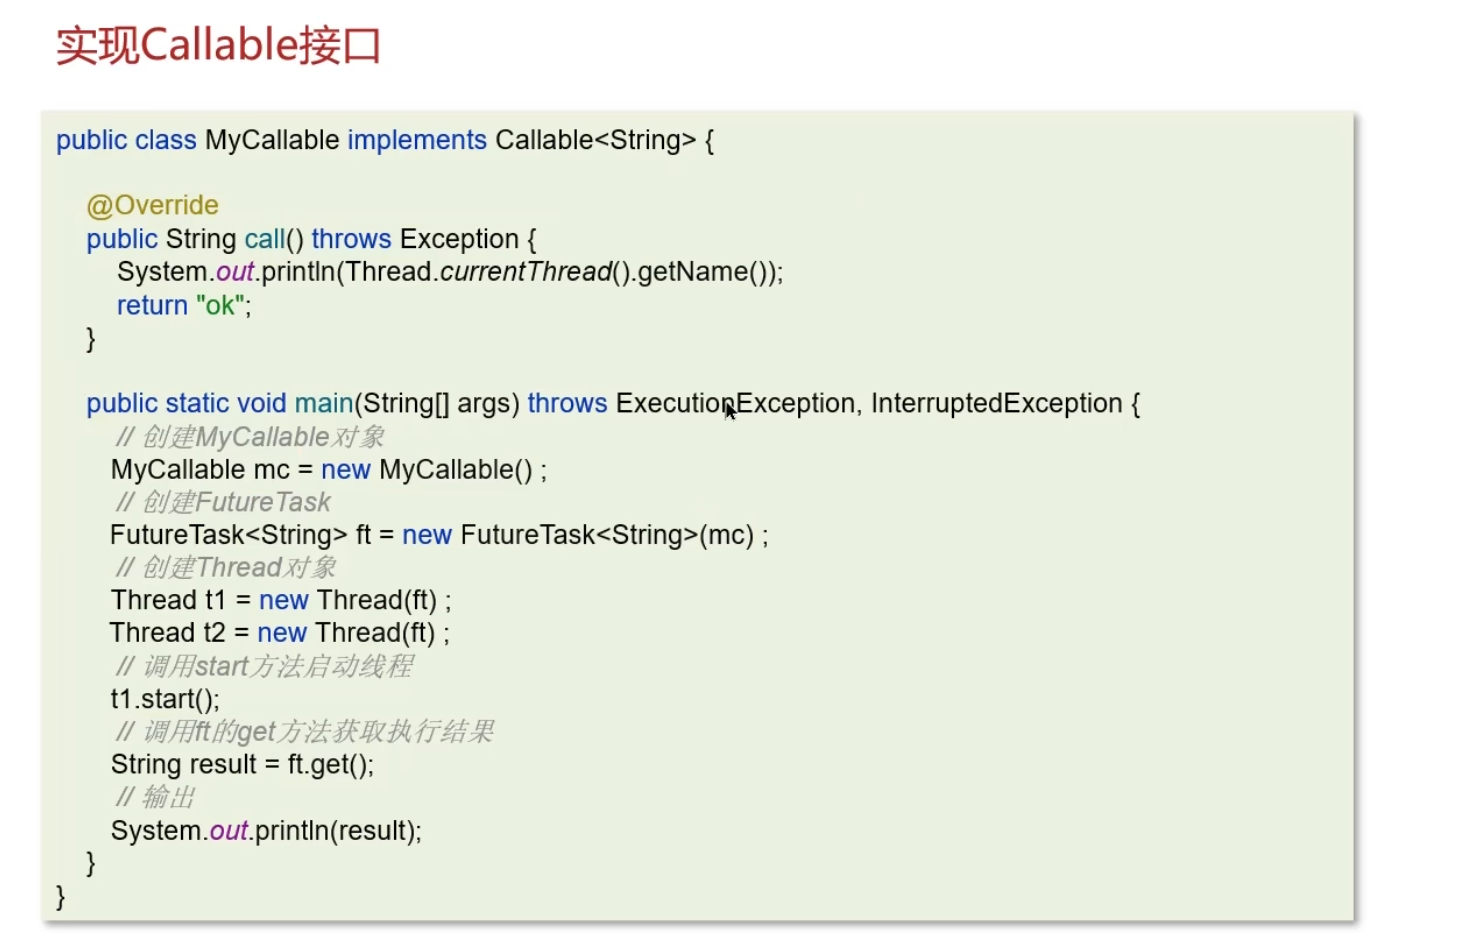 实现Callable接口
public class MyCallable implements Callable<String> {
@Override
public String call() throws Exception {
System.out.println(Thread.currentThread().getName());
return "ok";
}
public static void main(String[] args) throws ExecutionException, InterruptedException {
// 创建MyCallable对象
MyCallable mc = new MyCallable() ;
// 创建FutureTask
FutureTask<String> ft = new FutureTask<String>(mc) ;
// 创建Thread对象
Thread t1 = new Thread(ft) ;
Thread t2 = new Thread(ft) ;
// 调用start方法启动线程
t1.start();
// 调用ft的get方法获取执行结果
String result = ft.get();
// 输出
System.out.println(result);
}
}